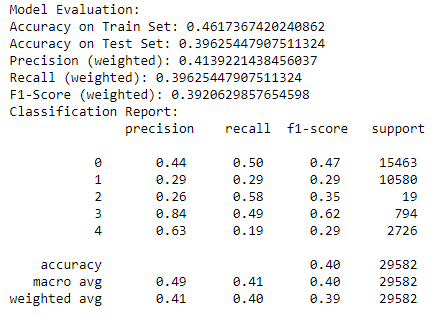 Model Evaluation:
Accuracy on Train Set: 0.4617367420240862
Accuracy on Test Set: 0.39625447907511324
Precision (weighted): 0.4139221438456037
Recall (weighted): 0.39625447907511324
F1-Score (weighted): 0.3920629857654598
Classification Report:
precision recall f1-score support
0 0.44 0.50 0.47 15463
1 0.29 0.29 0.29 10580
2 0.26 0.58 0.35 19
3 0.84 0.49 0.62 794
4 0.63 0.19 0.29 2726
accuracy 0.40 29582
macro avg 0.49 0.41 0.40 29582
weighted avg 0.41 0.40 0.39 29582